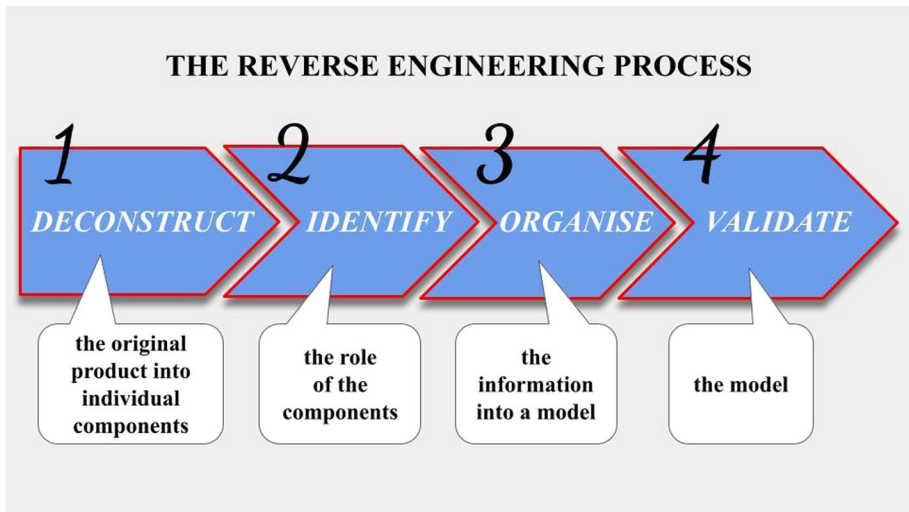 THE REVERSE ENGINEERING PROCESS
1
DECONSTRUCT
the original
product into
individual
components
2
IDENTIFY
the role
of the
components
3
ORGANISE
the
information
into a model
4
VALIDATE
the model